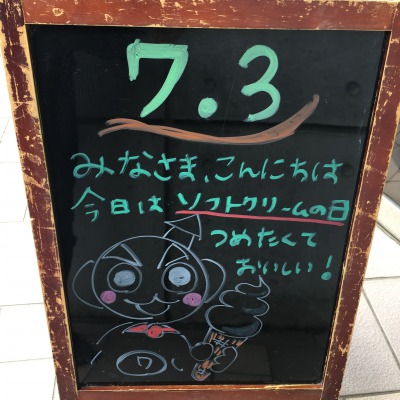 7.3
みなさま、こんにちは
今日はソフトクリームの日
つめたくて
おいしい!
ワ